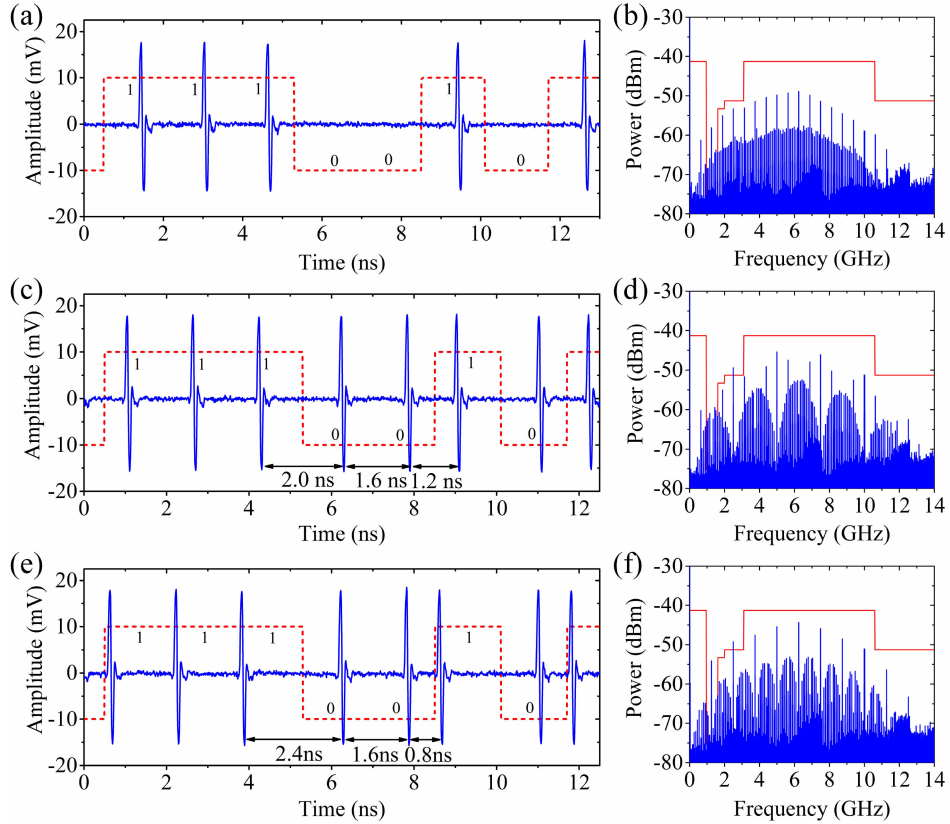 (a)
Amplitude (mV)
20
10
0
-10
-20
1 1 1 1
0 0 0
0 2 4 6 8 10 12
Time (ns)
(b)
Power (dBm)
-30
-40
-50
-60
-70
-80
0 2 4 6 8 10 12 14
Frequency (GHz)
(c)
Amplitude (mV)
20
10
0
-10
-20
1 1 1 1
0 0 0
2.0 ns 1.6 ns 1.2 ns
0 2 4 6 8 10 12
Time (ns)
(d)
Power (dBm)
-30
-40
-50
-60
-70
-80
0 2 4 6 8 10 12 14
Frequency (GHz)
(e)
Amplitude (mV)
20
10
0
-10
-20
1 1 1 1
0 0 0
2.4ns 1.6ns 0.8ns
0 2 4 6 8 10 12
Time (ns)
(f)
Power (dBm)
-30
-40
-50
-60
-70
-80
0 2 4 6 8 10 12 14
Frequency (GHz)